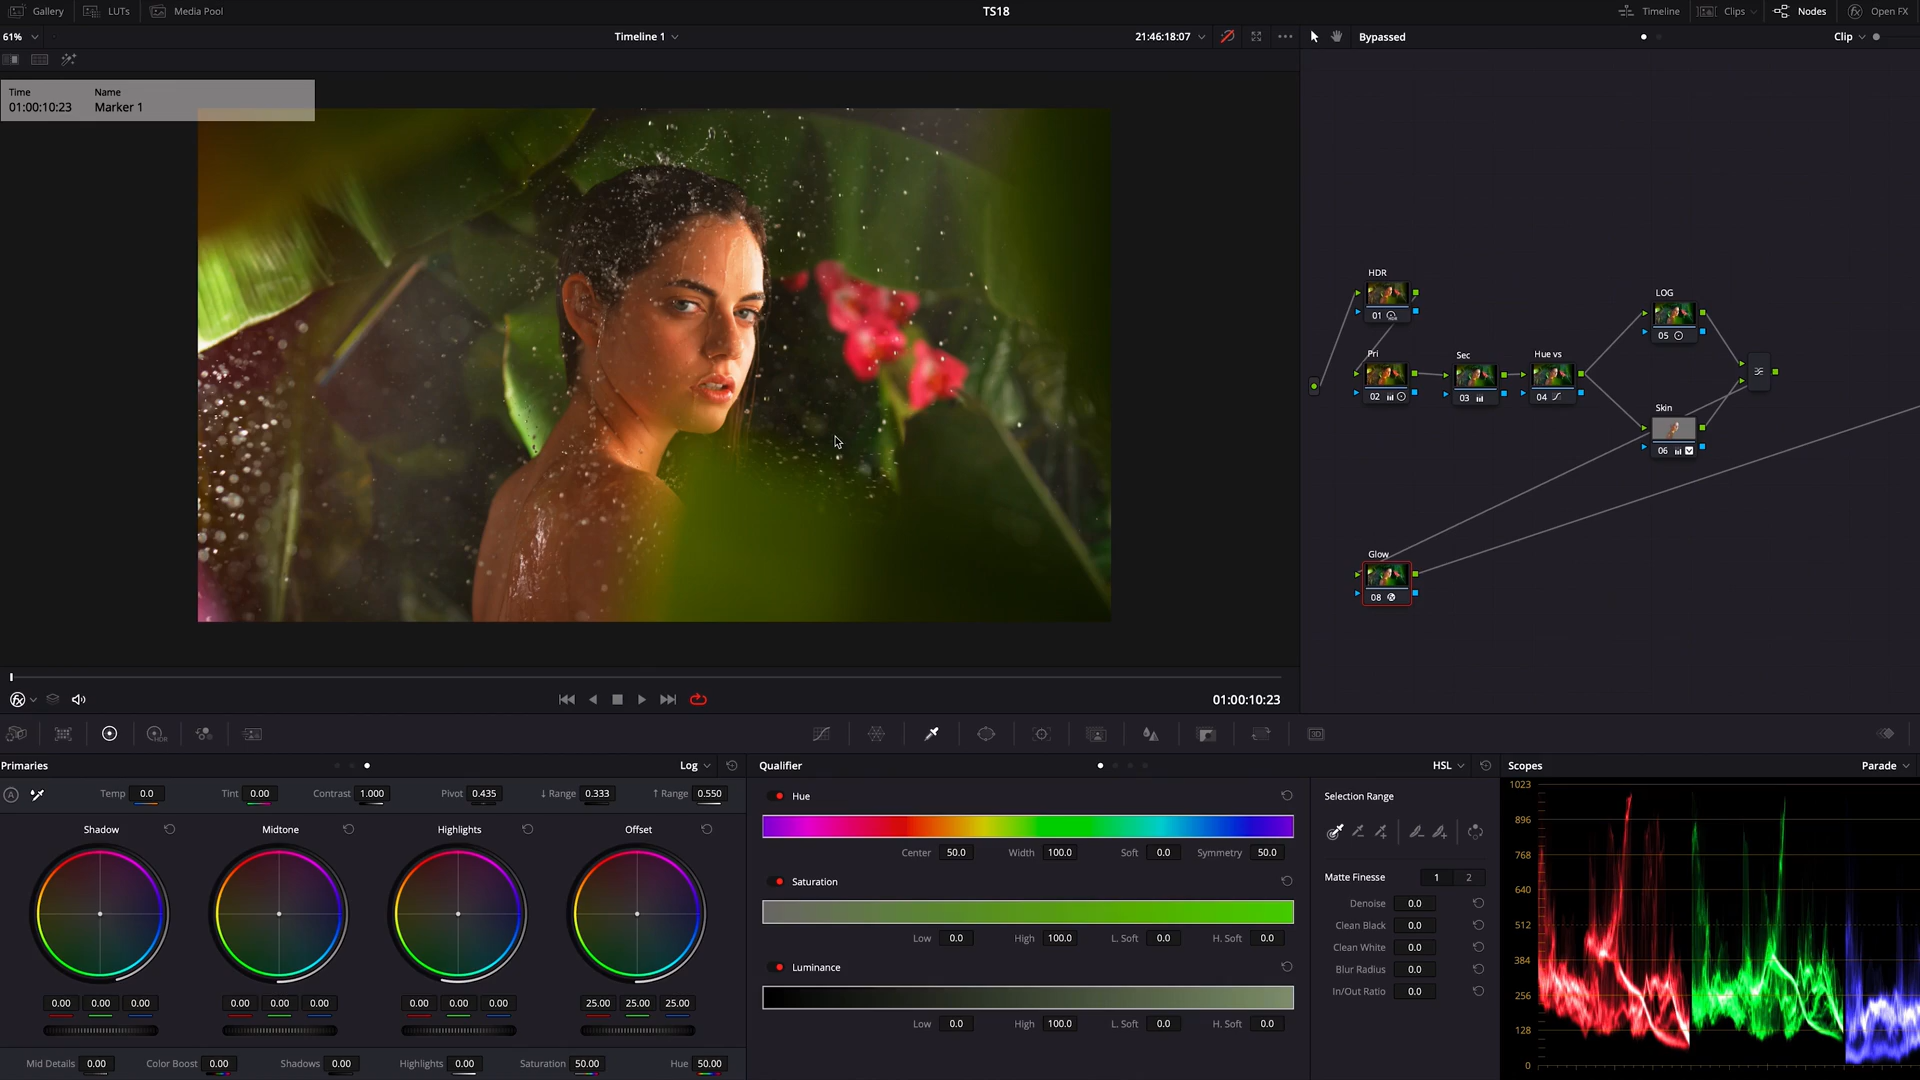 Gallery LUTs Media Pool TS18 Timeline Clips Nodes Open FX
61% Timeline 1 21:46:18:07 Bypassed Clip
Time Name
01:00:10:23 Marker 1
HDR
01
Pri
02
Sec
03
Hue vs
04
LOG
05
Skin
06
Glow
08
01:00:10:23
Primaries Log
Temp 0.0 Tint 0.00 Contrast 1.000 Pivot 0.435 ↓ Range 0.333 ↑ Range 0.550
Shadow Midtone Highlights Offset
0.00 0.00 0.00 0.00 0.00 0.00 0.00 0.00 0.00 25.00 25.00 25.00
Mid Details 0.00 Color Boost 0.00 Shadows 0.00 Highlights 0.00 Saturation 50.00 Hue 50.00
Qualifier HSL
Hue
Center 50.0 Width 100.0 Soft 0.0 Symmetry 50.0
Saturation
Low 0.0 High 100.0 L. Soft 0.0 H. Soft 0.0
Luminance
Low 0.0 High 100.0 L. Soft 0.0 H. Soft 0.0
Selection Range
Matte Finesse 1 2
Denoise 0.0
Clean Black 0.0
Clean White 0.0
Blur Radius 0.0
In/Out Ratio 0.0
Scopes Parade
1023
896
768
640
512
384
256
128
0